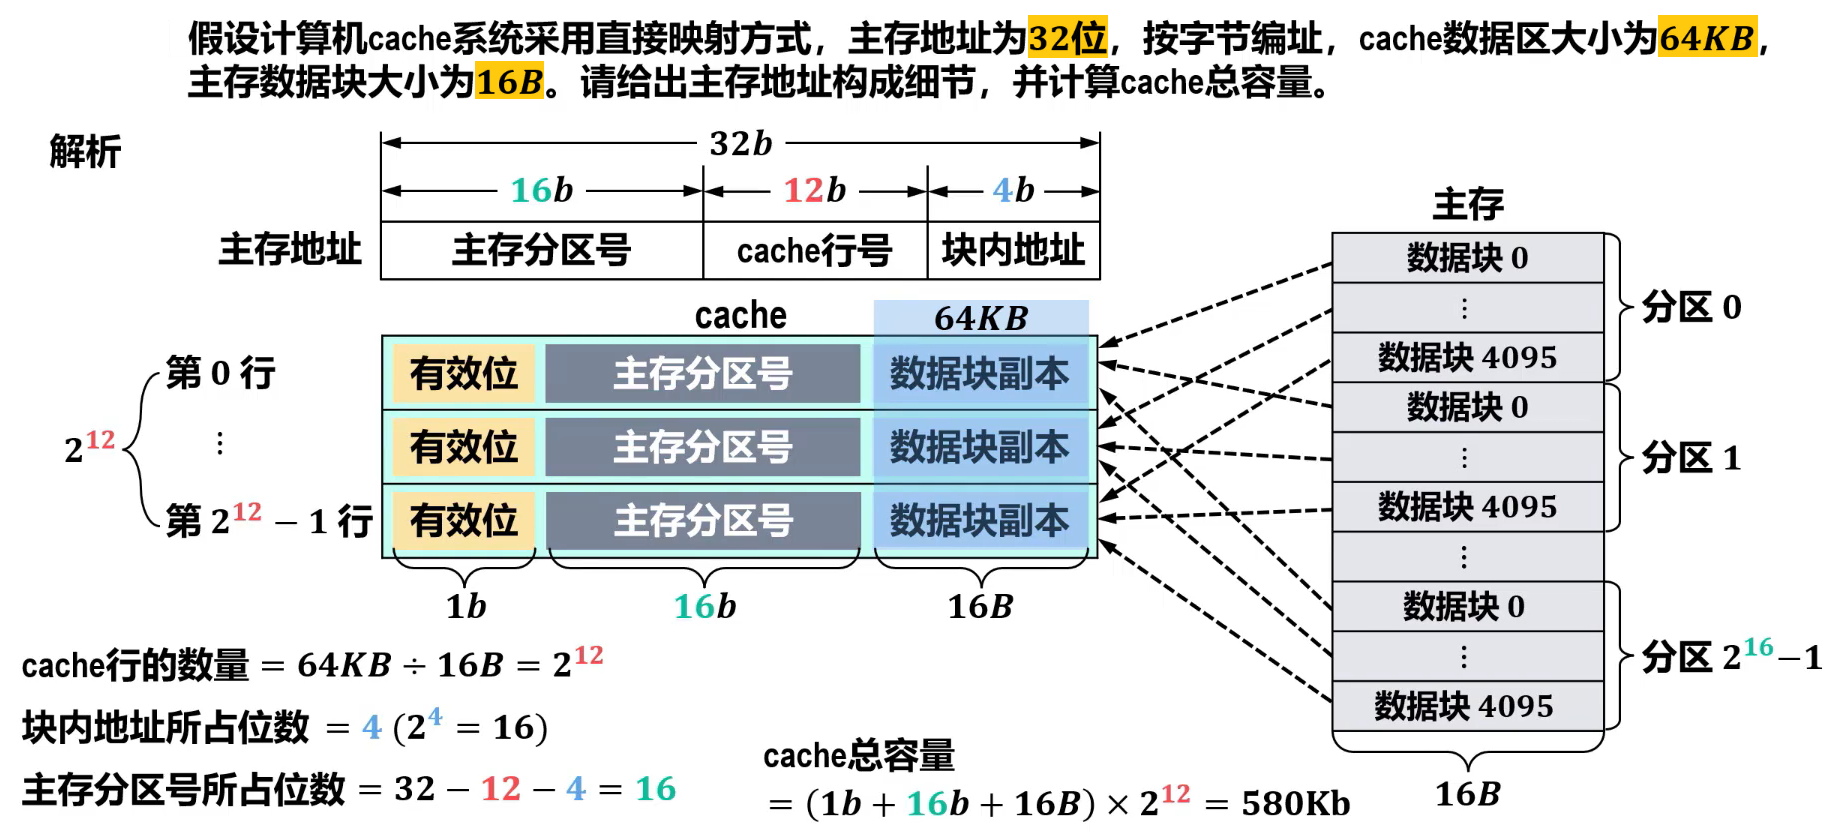 假设计算机cache系统采用直接映射方式，主存地址为32位，按字节编址，cache数据区大小为64KB，
主存数据块大小为16B。请给出主存地址构成细节，并计算cache总容量。
解析
32b
16b 12b 4b
主存地址 主存分区号 cache行号 块内地址
cache 64KB
第 0 行 有效位 主存分区号 数据块副本
2^12 ⋮ 有效位 主存分区号 数据块副本
第 2^12 − 1 行 有效位 主存分区号 数据块副本
1b 16b 16B
主存
数据块 0
⋮ 分区 0
数据块 4095
数据块 0
⋮ 分区 1
数据块 4095
⋮
数据块 0
⋮ 分区 2^16−1
数据块 4095
16B
cache行的数量 = 64KB ÷ 16B = 2^12
块内地址所占位数 = 4 (2^4 = 16)
主存分区号所占位数 = 32 − 12 − 4 = 16
cache总容量
= (1b + 16b + 16B) × 2^12 = 580Kb